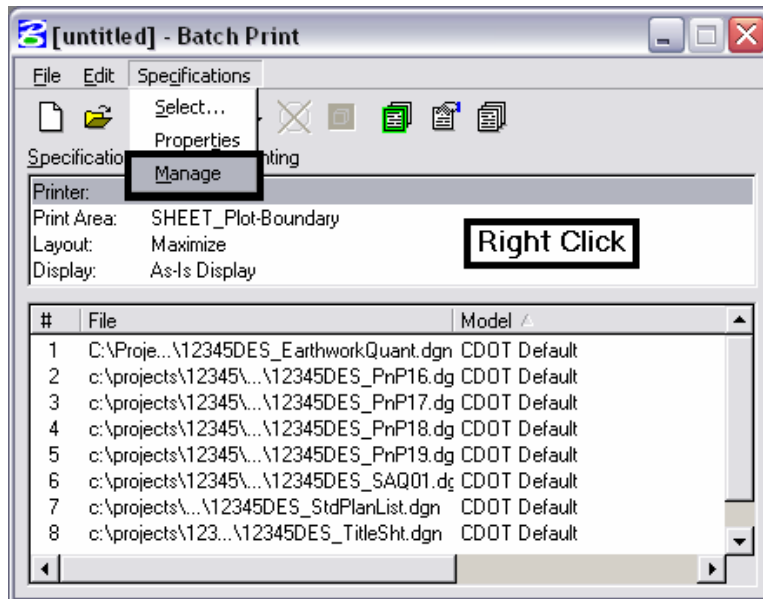 [untitled] - Batch Print
File Edit Specifications
Select...
Properties
Manage
Specificatio nting
Printer:
Print Area: SHEET_Plot-Boundary
Layout: Maximize
Display: As-Is Display
Right Click
# File Model
1 C:\Proje...\12345DES_EarthworkQuant.dgn CDOT Default
2 c:\projects\12345\...\12345DES_PnP16.dg CDOT Default
3 c:\projects\12345\...\12345DES_PnP17.dg CDOT Default
4 c:\projects\12345\...\12345DES_PnP18.dg CDOT Default
5 c:\projects\12345\...\12345DES_PnP19.dg CDOT Default
6 c:\projects\12345\...\12345DES_SAQ01.dg CDOT Default
7 c:\projects\...\12345DES_StdPlanList.dgn CDOT Default
8 c:\projects\123...\12345DES_TitleSht.dgn CDOT Default